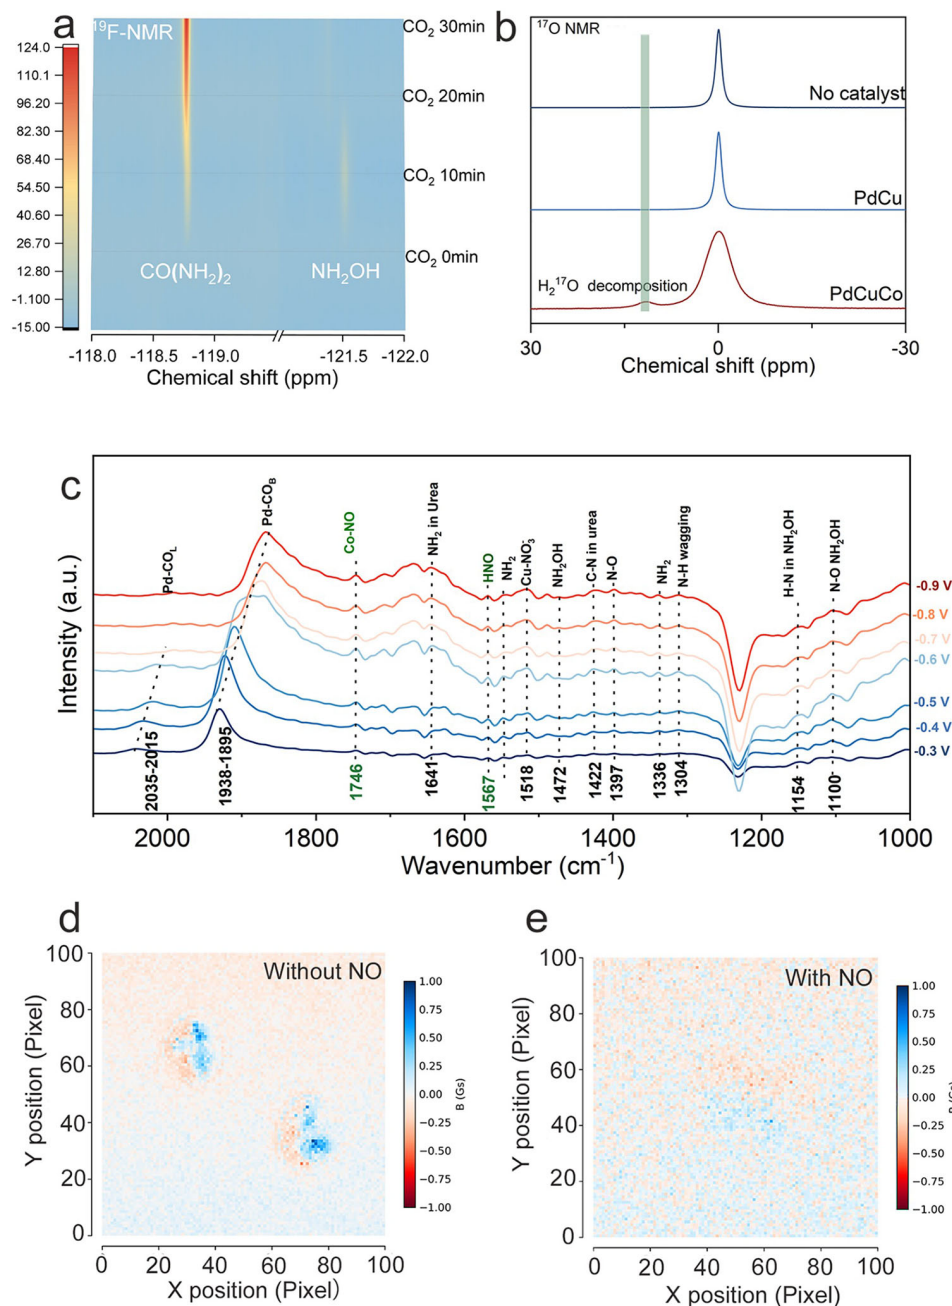 a
19F-NMR
124.0
110.1
96.20
82.30
68.40
54.50
40.60
26.70
12.80
-1.100
-15.00
CO2 30min
CO2 20min
CO2 10min
CO2 0min
CO(NH2)2
NH2OH
-118.0
-118.5
-119.0
-121.5
-122.0
Chemical shift (ppm)
b
17O NMR
No catalyst
PdCu
H2 17O decomposition
PdCuCo
30
15
0
-30
Chemical shift (ppm)
c
Intensity (a.u.)
Pd-COL
Pd-COB
Co-NO
NH2 in Urea
HNO
NH2
Cu-NO3-
NH2OH
C-N in urea
N-O
NH2
N-H wagging
H-N in NH2OH
N-O NH2OH
-0.9 V
-0.8 V
-0.7 V
-0.6 V
-0.5 V
-0.4 V
-0.3 V
2035-2015
1938-1895
1746
1641
1567
1518
1472
1422
1397
1336
1304
1154
1100
2000
1800
1600
1400
1200
1000
Wavenumber (cm-1)
d
Without NO
Y position (Pixel)
100
80
60
40
20
0
0
20
40
60
80
100
X position (Pixel)
1.00
0.75
0.50
0.25
0.00
−0.25
−0.50
−0.75
−1.00
B (Gs)
e
With NO
Y position (Pixel)
100
80
60
40
20
0
0
20
40
60
80
100
X position (Pixel)
1.00
0.75
0.50
0.25
0.00
−0.25
−0.50
−0.75
−1.00